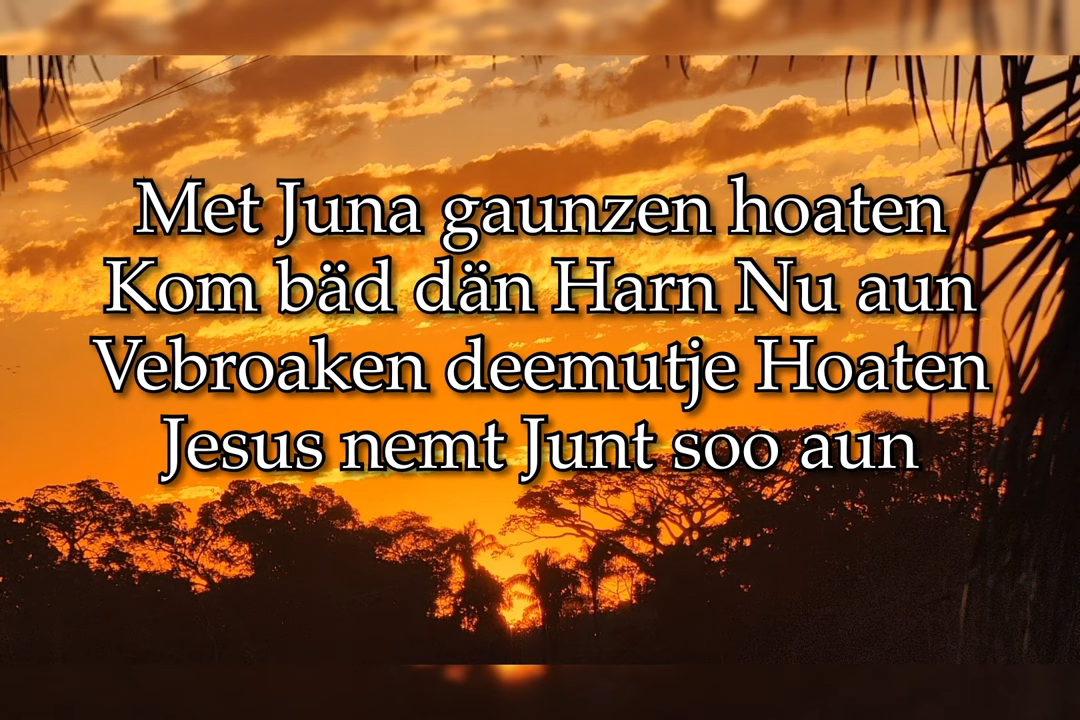 Met Juna gaunzen hoaten
Kom bäd dän Harn Nu aun
Vebroaken deemutje Hoaten
Jesus nemt Junt soo aun